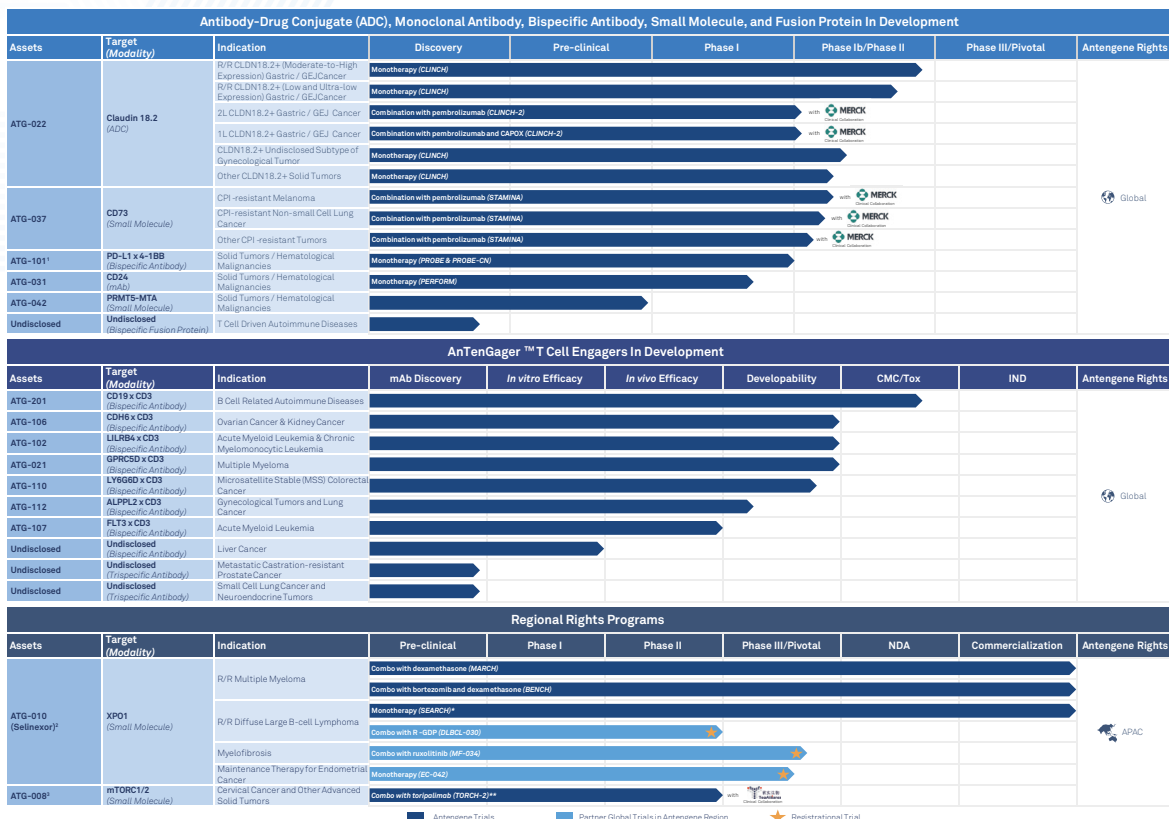 Antibody-Drug Conjugate (ADC), Monoclonal Antibody, Bispecific Antibody, Small Molecule, and Fusion Protein In Development
Assets
Target
(Modality)
Indication
Discovery
Pre-clinical
Phase I
Phase Ib/Phase II
Phase III/Pivotal
Antengene Rights
ATG-022
Claudin 18.2
(ADC)
R/R CLDN18.2+ (Moderate-to-High
Expression) Gastric / GEJCancer
Monotherapy (CLINCH)
R/R CLDN18.2+ (Low and Ultra-low
Expression) Gastric / GEJCancer
Monotherapy (CLINCH)
2L CLDN18.2+ Gastric / GEJ Cancer
Combination with pembrolizumab (CLINCH-2)
with MERCK
Clinical Collaboration
1L CLDN18.2+ Gastric / GEJ Cancer
Combination with pembrolizumab and CAPOX (CLINCH-2)
with MERCK
Clinical Collaboration
CLDN18.2+ Undisclosed Subtype of
Gynecological Tumor
Monotherapy (CLINCH)
Other CLDN18.2+ Solid Tumors
Monotherapy (CLINCH)
ATG-037
CD73
(Small Molecule)
CPI-resistant Melanoma
Combination with pembrolizumab (STAMINA)
with MERCK
Clinical Collaboration
CPI-resistant Non-small Cell Lung
Cancer
Combination with pembrolizumab (STAMINA)
with MERCK
Clinical Collaboration
Other CPI -resistant Tumors
Combination with pembrolizumab (STAMINA)
with MERCK
Clinical Collaboration
Global
ATG-101¹
PD-L1 x 4-1BB
(Bispecific Antibody)
Solid Tumors / Hematological
Malignancies
Monotherapy (PROBE & PROBE-CN)
ATG-031
CD24
(mAb)
Solid Tumors / Hematological
Malignancies
Monotherapy (PERFORM)
ATG-042
PRMT5-MTA
(Small Molecule)
Solid Tumors / Hematological
Malignancies
Undisclosed
Undisclosed
(Bispecific Fusion Protein)
T Cell Driven Autoimmune Diseases
AnTenGager ™ T Cell Engagers In Development
Assets
Target
(Modality)
Indication
mAb Discovery
In vitro Efficacy
In vivo Efficacy
Developability
CMC/Tox
IND
Antengene Rights
ATG-201
CD19 x CD3
(Bispecific Antibody)
B Cell Related Autoimmune Diseases
ATG-106
CDH6 x CD3
(Bispecific Antibody)
Ovarian Cancer & Kidney Cancer
ATG-102
LILRB4 x CD3
(Bispecific Antibody)
Acute Myeloid Leukemia & Chronic
Myelomonocytic Leukemia
ATG-021
GPRC5D x CD3
(Bispecific Antibody)
Multiple Myeloma
ATG-110
LY6G6D x CD3
(Bispecific Antibody)
Microsatellite Stable (MSS) Colorectal
Cancer
Global
ATG-112
ALPPL2 x CD3
(Bispecific Antibody)
Gynecological Tumors and Lung
Cancer
ATG-107
FLT3 x CD3
(Bispecific Antibody)
Acute Myeloid Leukemia
Undisclosed
Undisclosed
(Bispecific Antibody)
Liver Cancer
Undisclosed
Undisclosed
(Trispecific Antibody)
Metastatic Castration-resistant
Prostate Cancer
Undisclosed
Undisclosed
(Trispecific Antibody)
Small Cell Lung Cancer and
Neuroendocrine Tumors
Regional Rights Programs
Assets
Target
(Modality)
Indication
Pre-clinical
Phase I
Phase II
Phase III/Pivotal
NDA
Commercialization
Antengene Rights
ATG-010
(Selinexor)²
XPO1
(Small Molecule)
R/R Multiple Myeloma
Combo with dexamethasone (MARCH)
Combo with bortezomib and dexamethasone (BENCH)
R/R Diffuse Large B-cell Lymphoma
Monotherapy (SEARCH)*
Combo with R -GDP (DLBCL-030)
Myelofibrosis
Combo with ruxolitinib (MF-034)
Maintenance Therapy for Endometrial
Cancer
Monotherapy (EC-042)
APAC
ATG-008³
mTORC1/2
(Small Molecule)
Cervical Cancer and Other Advanced
Solid Tumors
Combo with toripalimab (TORCH-2)**
with
Clinical Collaboration
Antengene Trials
Partner Global Trials in Antengene Region
Registrational Trial